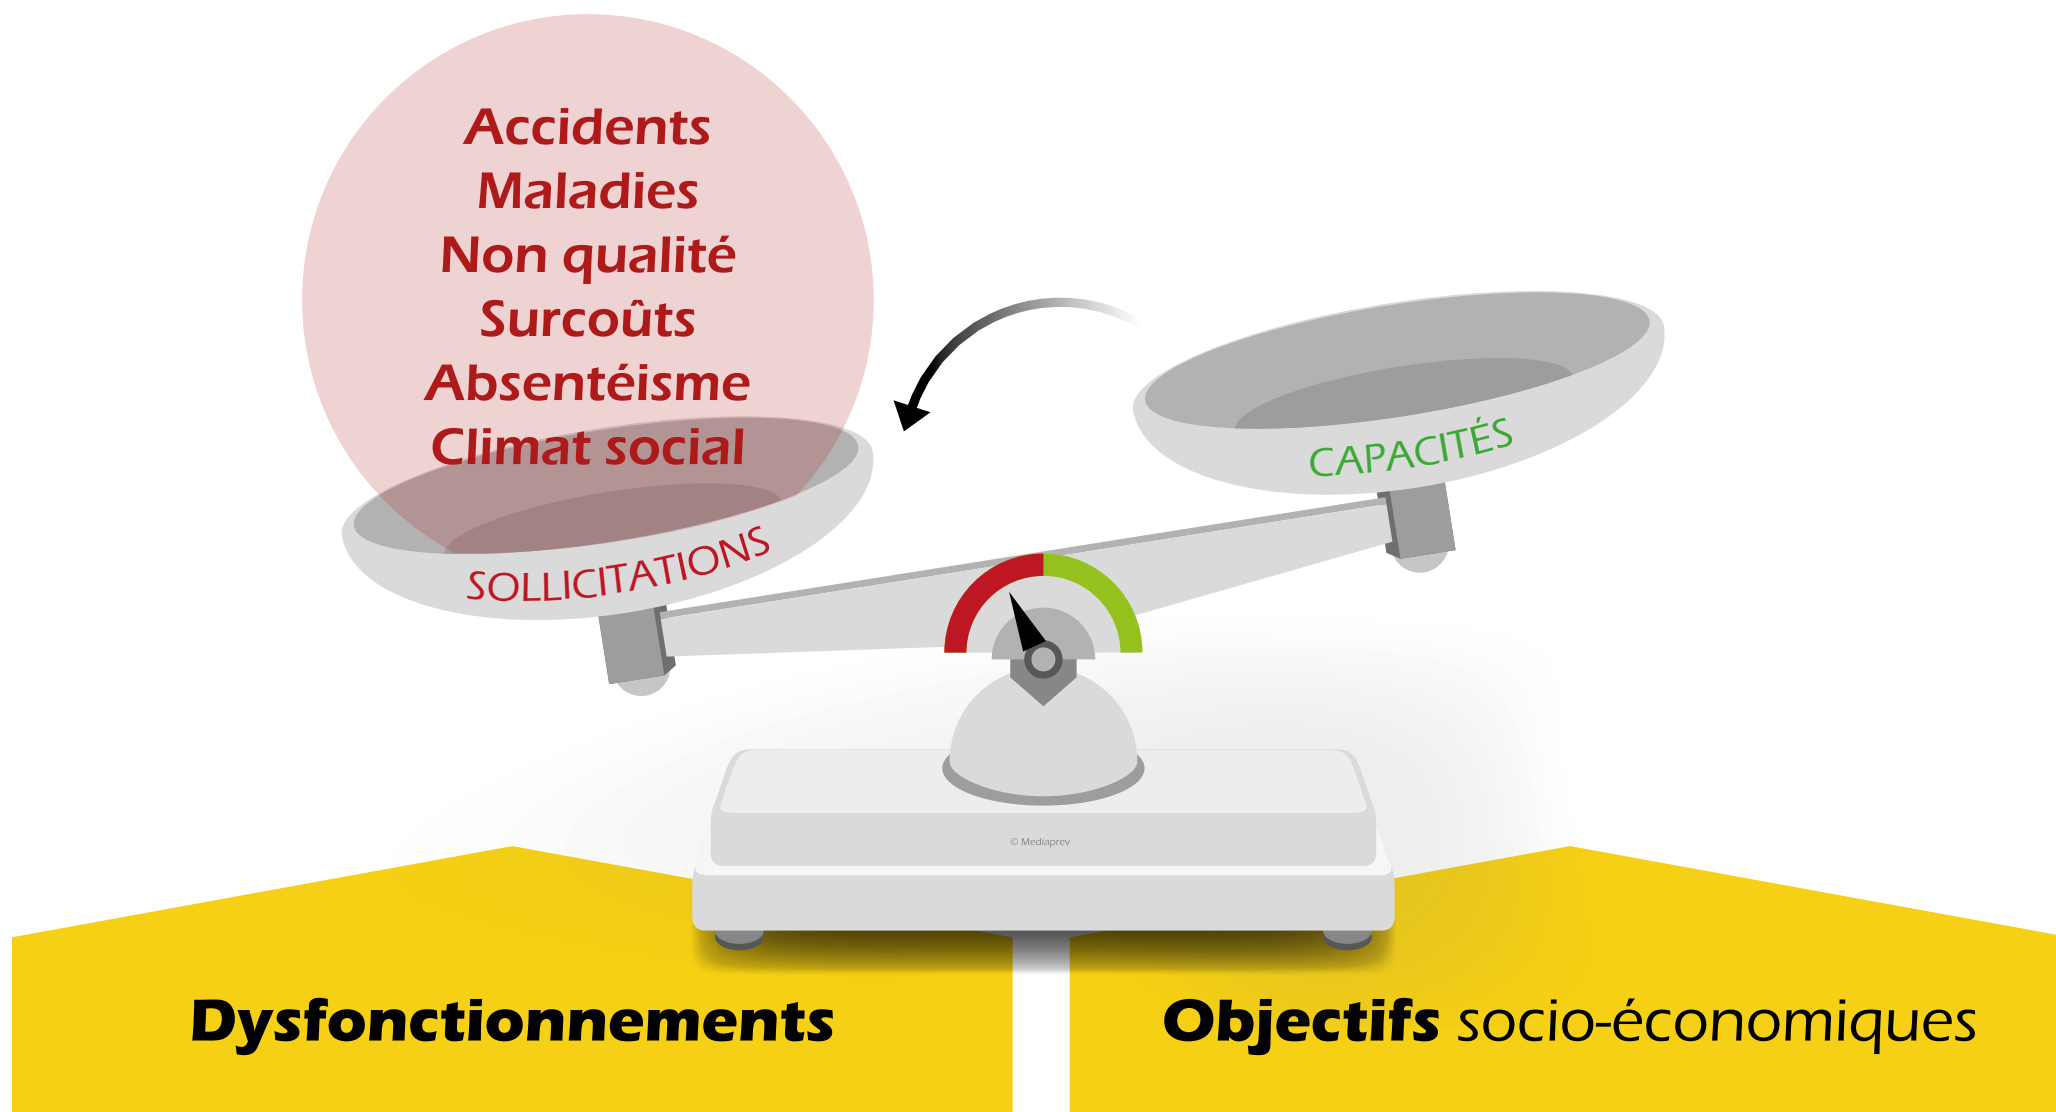 Accidents
Maladies
Non qualité
Surcoûts
Absentéisme
Climat social
SOLLICITATIONS
CAPACITÉS
© Mediaprev
Dysfonctionnements
Objectifs socio-économiques